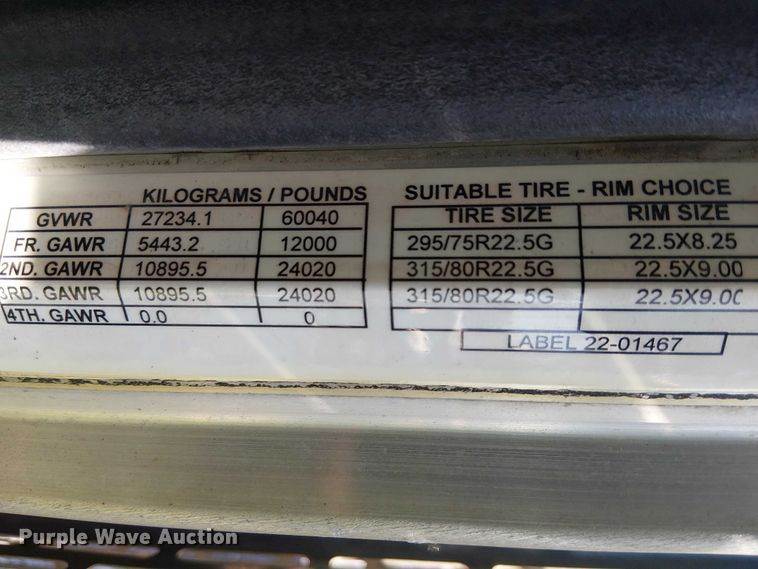 KILOGRAMS / POUNDS SUITABLE TIRE - RIM CHOICE
GVWR 27234.1 60040 TIRE SIZE RIM SIZE
FR. GAWR 5443.2 12000 295/75R22.5G 22.5X8.25
2ND. GAWR 10895.5 24020 315/80R22.5G 22.5X9.00
3RD. GAWR 10895.5 24020 315/80R22.5G 22.5X9.00
4TH. GAWR 0.0 0
LABEL 22-01467
Purple Wave Auction